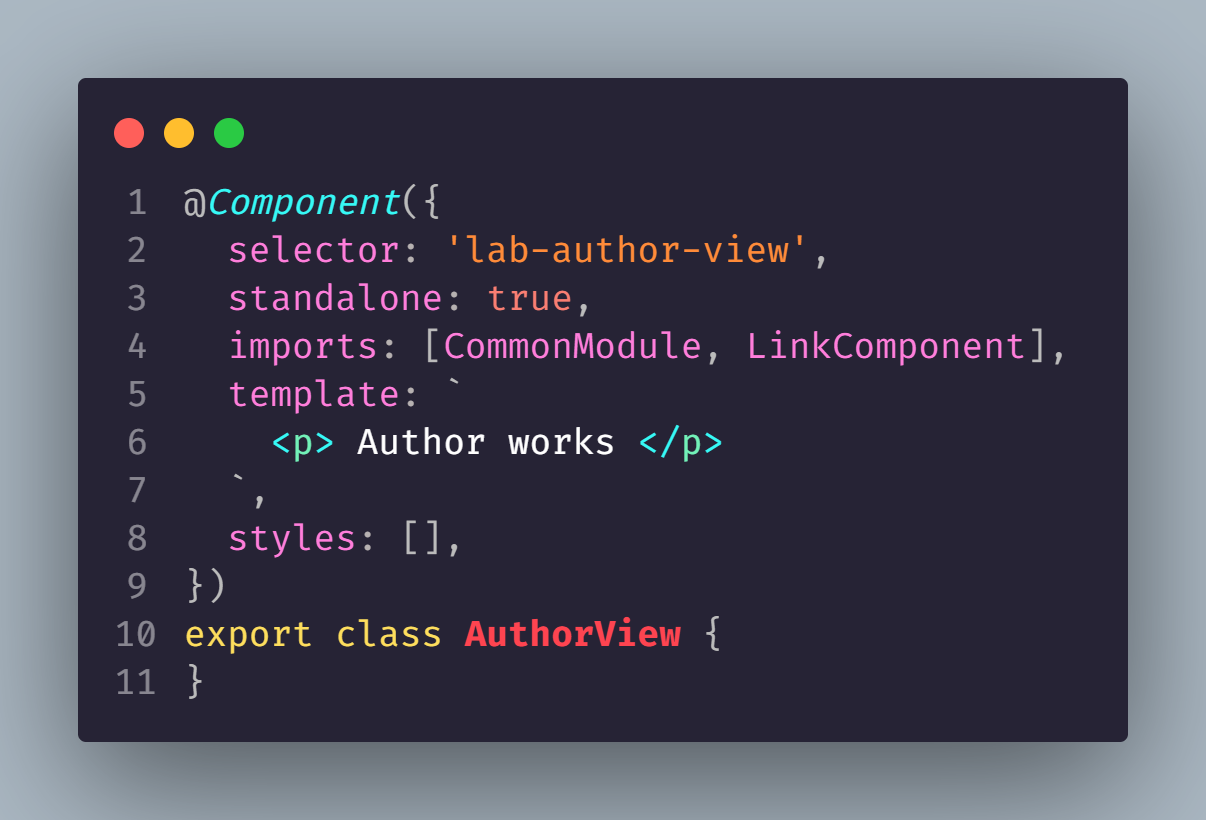 1 @Component({
2   selector: 'lab-author-view',
3   standalone: true,
4   imports: [CommonModule, LinkComponent],
5   template: `
6     <p> Author works </p>
7   `,
8   styles: [],
9 })
10 export class AuthorView {
11 }